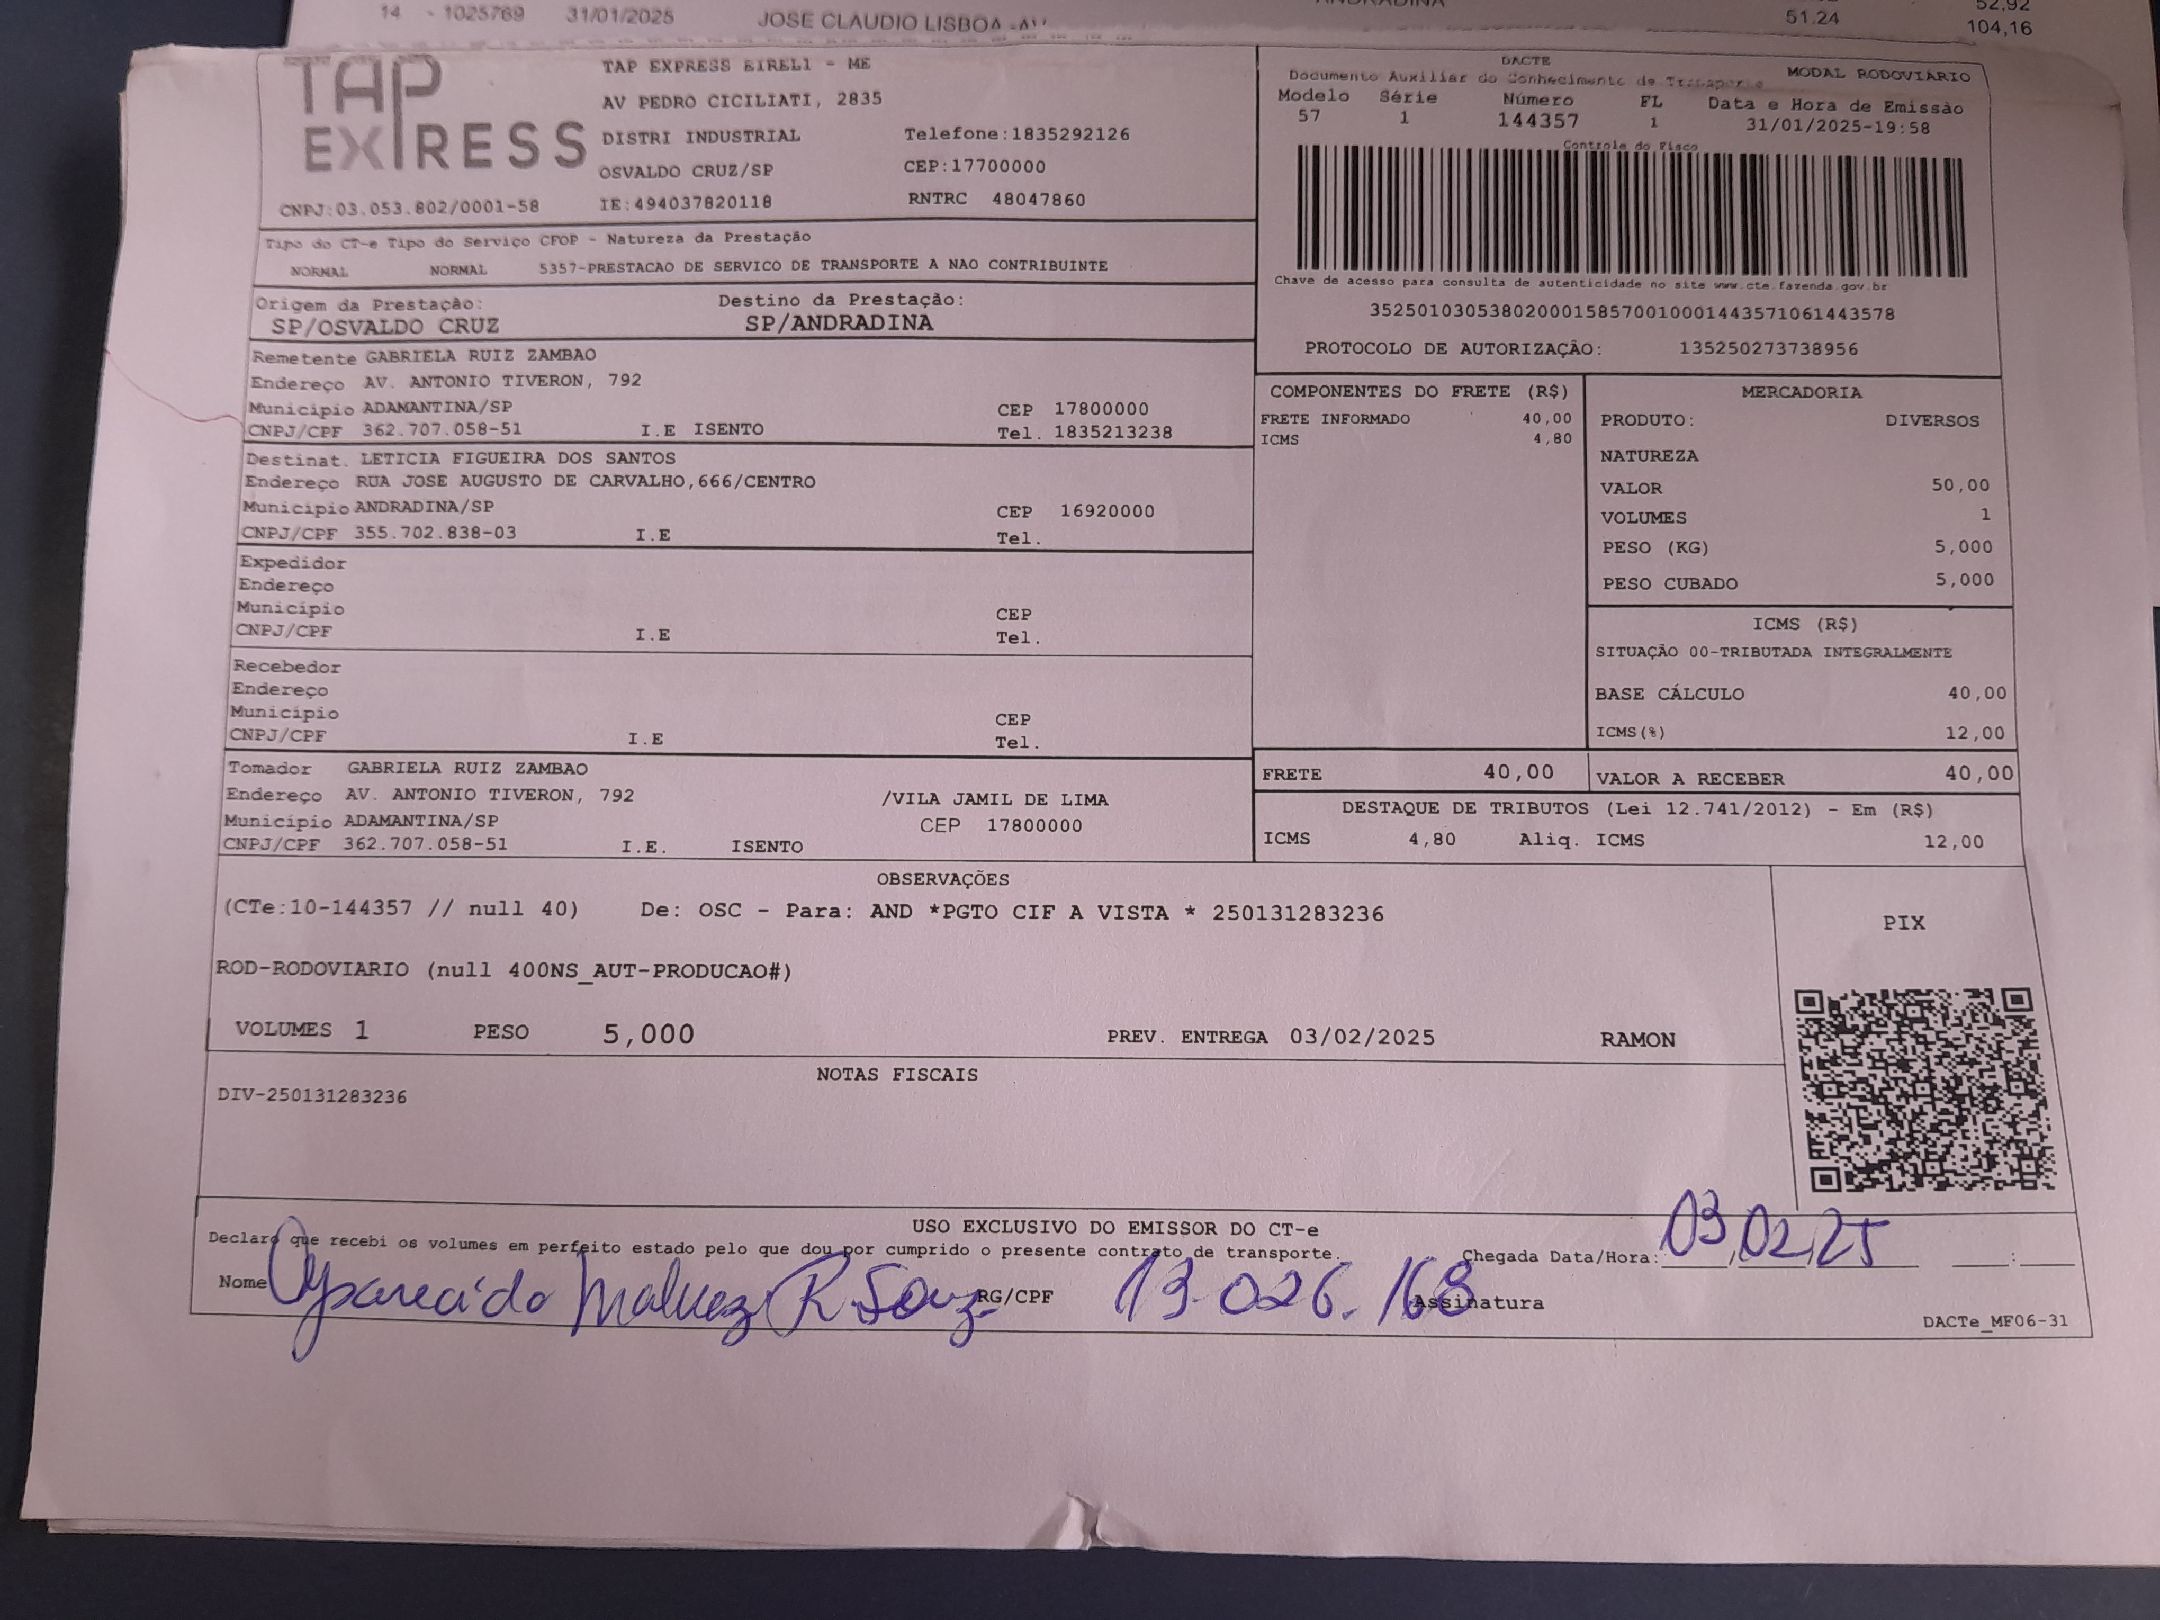 14 - 1025769 31/01/2025 JOSE CLAUDIO LISBOA
51.24
52,92
104,16
TAP EXPRESS
TAP EXPRESS EIRELI - ME
AV PEDRO CICILIATI, 2835
DISTRI INDUSTRIAL Telefone:1835292126
OSVALDO CRUZ/SP CEP:17700000
CNPJ:03.053.802/0001-58 IE:494037820118 RNTRC 48047860
DACTE
Documento Auxiliar do Conhecimento de Transporte MODAL RODOVIÁRIO
Modelo Série Número FL Data e Hora de Emissão
57 1 144357 1 31/01/2025-19:58
Controle do Fisco
Chave de acesso para consulta de autenticidade no site www.cte.fazenda.gov.br
35250103053802000158570010001443571061443578
PROTOCOLO DE AUTORIZAÇÃO: 135250273738956
Tipo do CT-e Tipo do Serviço CFOP - Natureza da Prestação
NORMAL NORMAL 5357-PRESTACAO DE SERVICO DE TRANSPORTE A NAO CONTRIBUINTE
Origem da Prestação: Destino da Prestação:
SP/OSVALDO CRUZ SP/ANDRADINA
Remetente GABRIELA RUIZ ZAMBAO
Endereço AV. ANTONIO TIVERON, 792
Município ADAMANTINA/SP CEP 17800000
CNPJ/CPF 362.707.058-51 I.E ISENTO Tel. 1835213238
Destinat. LETICIA FIGUEIRA DOS SANTOS
Endereço RUA JOSE AUGUSTO DE CARVALHO,666/CENTRO
Município ANDRADINA/SP CEP 16920000
CNPJ/CPF 355.702.838-03 I.E Tel.
Expedidor
Endereço
Município CEP
CNPJ/CPF I.E Tel.
Recebedor
Endereço
Município CEP
CNPJ/CPF I.E Tel.
Tomador GABRIELA RUIZ ZAMBAO
Endereço AV. ANTONIO TIVERON, 792 /VILA JAMIL DE LIMA
Município ADAMANTINA/SP CEP 17800000
CNPJ/CPF 362.707.058-51 I.E. ISENTO
COMPONENTES DO FRETE (R$)
FRETE INFORMADO 40,00
ICMS 4,80
MERCADORIA
PRODUTO: DIVERSOS
NATUREZA
VALOR 50,00
VOLUMES 1
PESO (KG) 5,000
PESO CUBADO 5,000
ICMS (R$)
SITUAÇÃO 00-TRIBUTADA INTEGRALMENTE
BASE CÁLCULO 40,00
ICMS(%) 12,00
FRETE 40,00 VALOR A RECEBER 40,00
DESTAQUE DE TRIBUTOS (Lei 12.741/2012) - Em (R$)
ICMS 4,80 Aliq. ICMS 12,00
OBSERVAÇÕES
(CTe:10-144357 // null 40) De: OSC - Para: AND *PGTO CIF A VISTA * 250131283236
ROD-RODOVIARIO (null 400NS_AUT-PRODUCAO#)
VOLUMES 1 PESO 5,000 PREV. ENTREGA 03/02/2025 RAMON
PIX
NOTAS FISCAIS
DIV-250131283236
USO EXCLUSIVO DO EMISSOR DO CT-e
Declaro que recebi os volumes em perfeito estado pelo que dou por cumprido o presente contrato de transporte. Chegada Data/Hora: 03/02/25 :
Nome Aparecido R Souza RG/CPF 13.026.168 Assinatura
DACTe_MF06-31